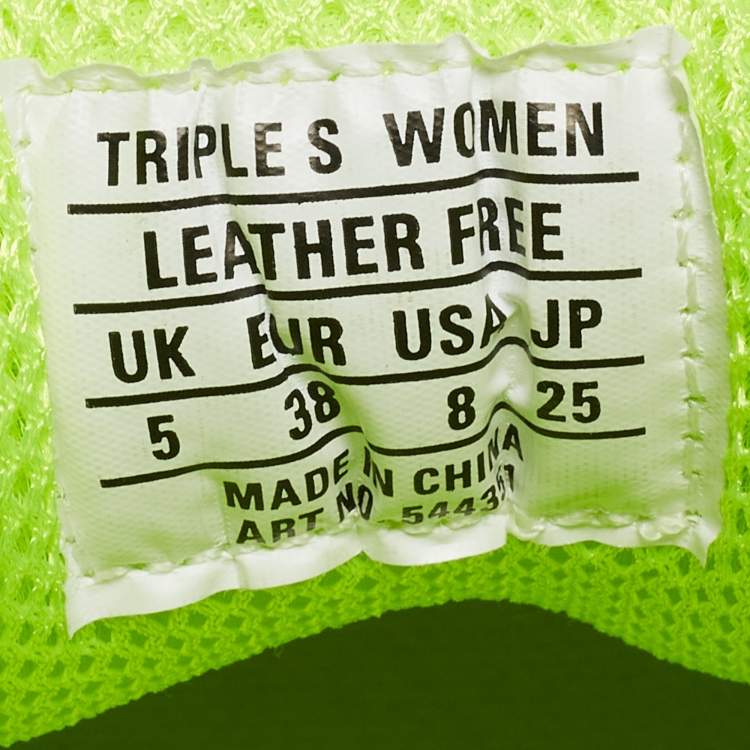 TRIPLE S WOMEN
LEATHER FREE
UK EUR USA JP
5 38 8 25
MADE IN CHINA
ART NO